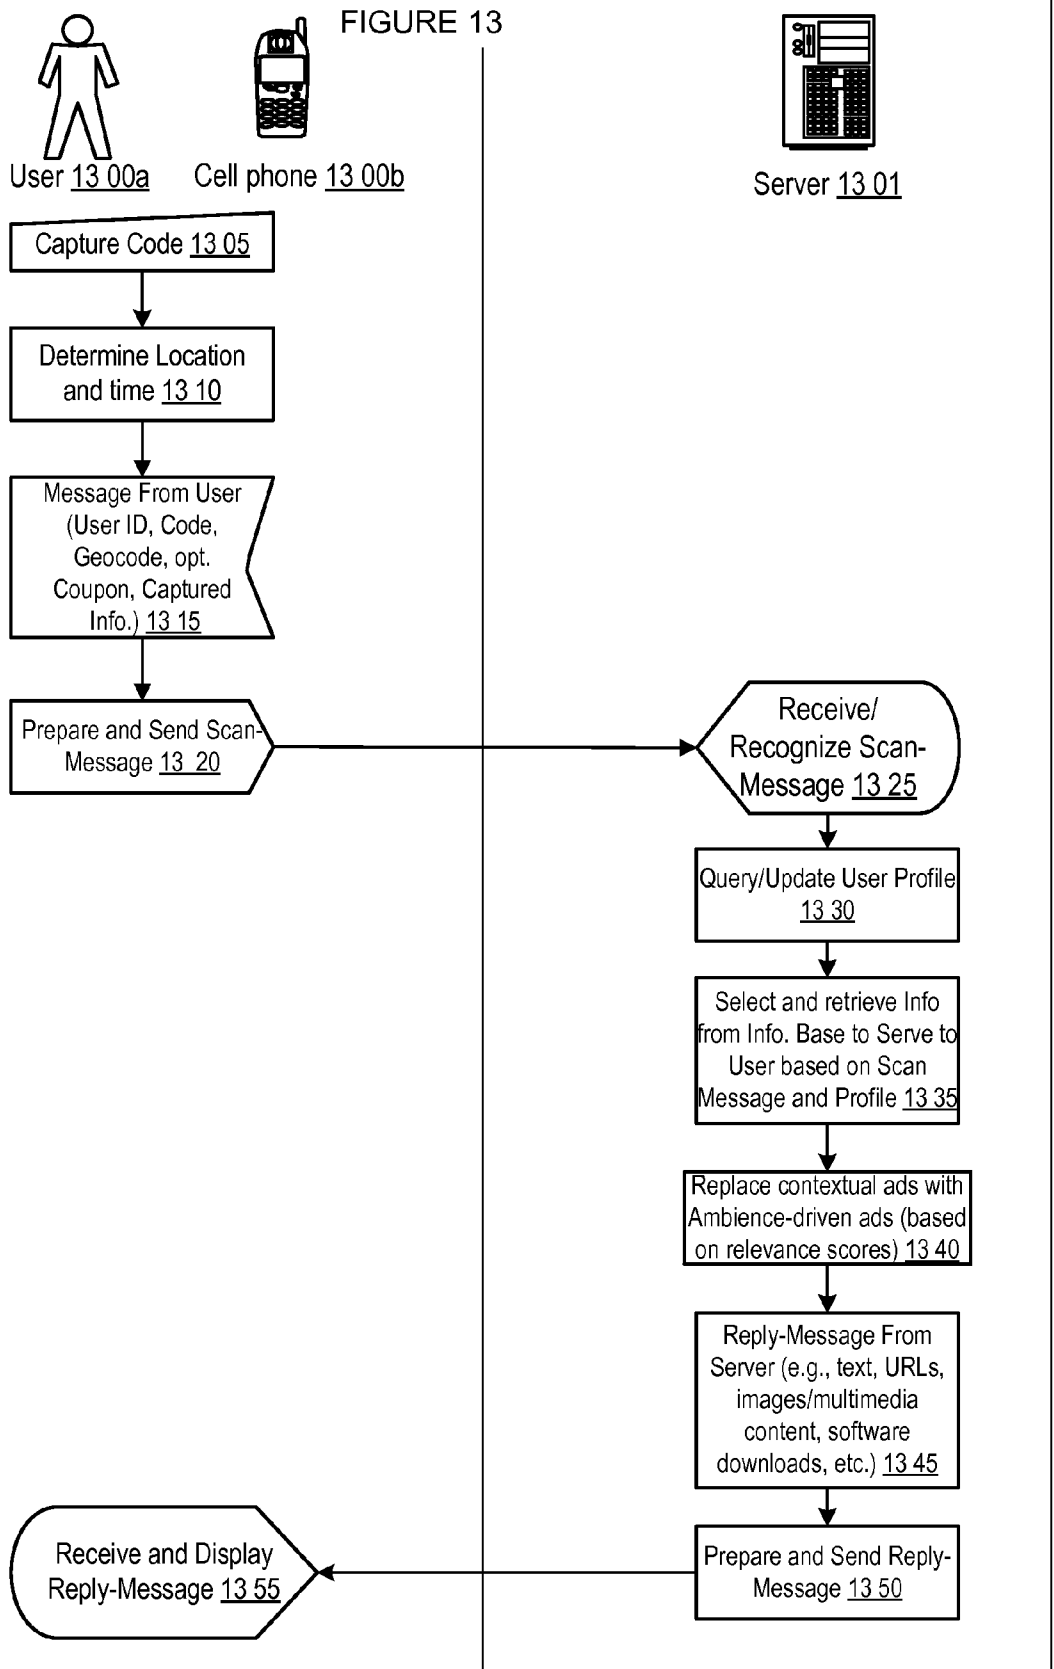 FIGURE 13
User 13 00a
Cell phone 13 00b
Server 13 01
Capture Code 13 05
Determine Location
and time 13 10
Message From User
(User ID, Code,
Geocode, opt.
Coupon, Captured
Info.) 13 15
Prepare and Send Scan-
Message 13 20
Receive/
Recognize Scan-
Message 13 25
Query/Update User Profile
13 30
Select and retrieve Info
from Info. Base to Serve to
User based on Scan
Message and Profile 13 35
Replace contextual ads with
Ambience-driven ads (based
on relevance scores) 13 40
Reply-Message From
Server (e.g., text, URLs,
images/multimedia
content, software
downloads, etc.) 13 45
Prepare and Send Reply-
Message 13 50
Receive and Display
Reply-Message 13 55